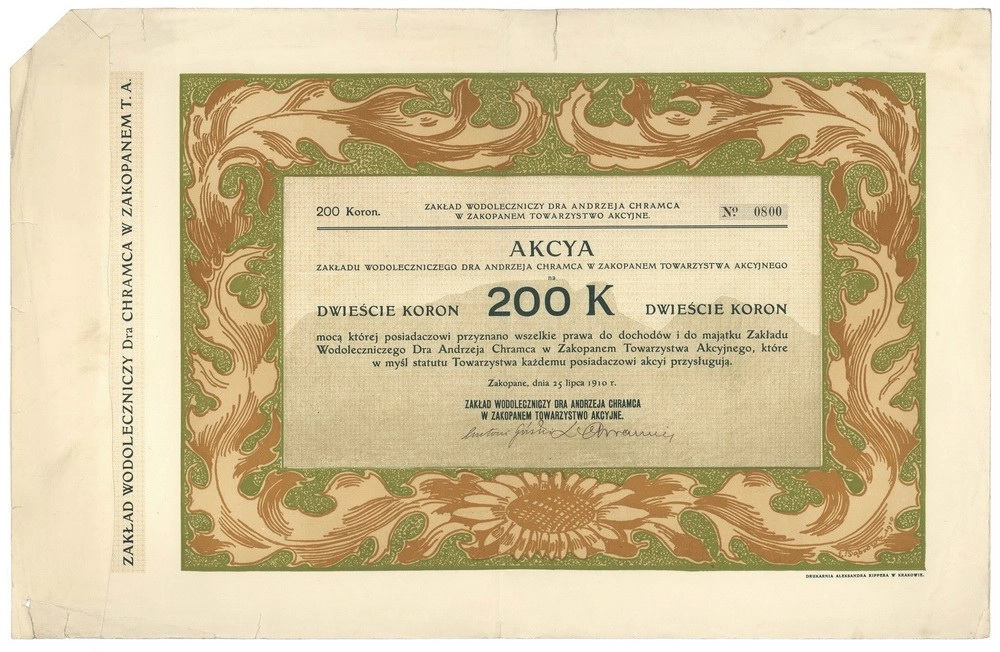 ZAKŁAD WODOLECZNICZY Dra CHRAMCA W ZAKOPANEM T. A.
200 Koron.
ZAKŁAD WODOLECZNICZY DRA ANDRZEJA CHRAMCA
W ZAKOPANEM TOWARZYSTWO AKCYJNE.
Nº 0800
AKCYA
ZAKŁADU WODOLECZNICZEGO DRA ANDRZEJA CHRAMCA W ZAKOPANEM TOWARZYSTWA AKCYJNEGO
na
DWIEŚCIE KORON 200 K DWIEŚCIE KORON
mocą której posiadaczowi przyznano wszelkie prawa do dochodów i do majątku Zakładu
Wodoleczniczego Dra Andrzeja Chramca w Zakopanem Towarzystwa Akcyjnego, które
w myśl statutu Towarzystwa każdemu posiadaczowi akcyi przysługują.
Zakopane, dnia 25 lipca 1910 r.
ZAKŁAD WODOLECZNICZY DRA ANDRZEJA CHRAMCA
W ZAKOPANEM TOWARZYSTWO AKCYJNE.
1910
DRUKARNIA ALEKSANDRA RIPPERA W KRAKOWIE.